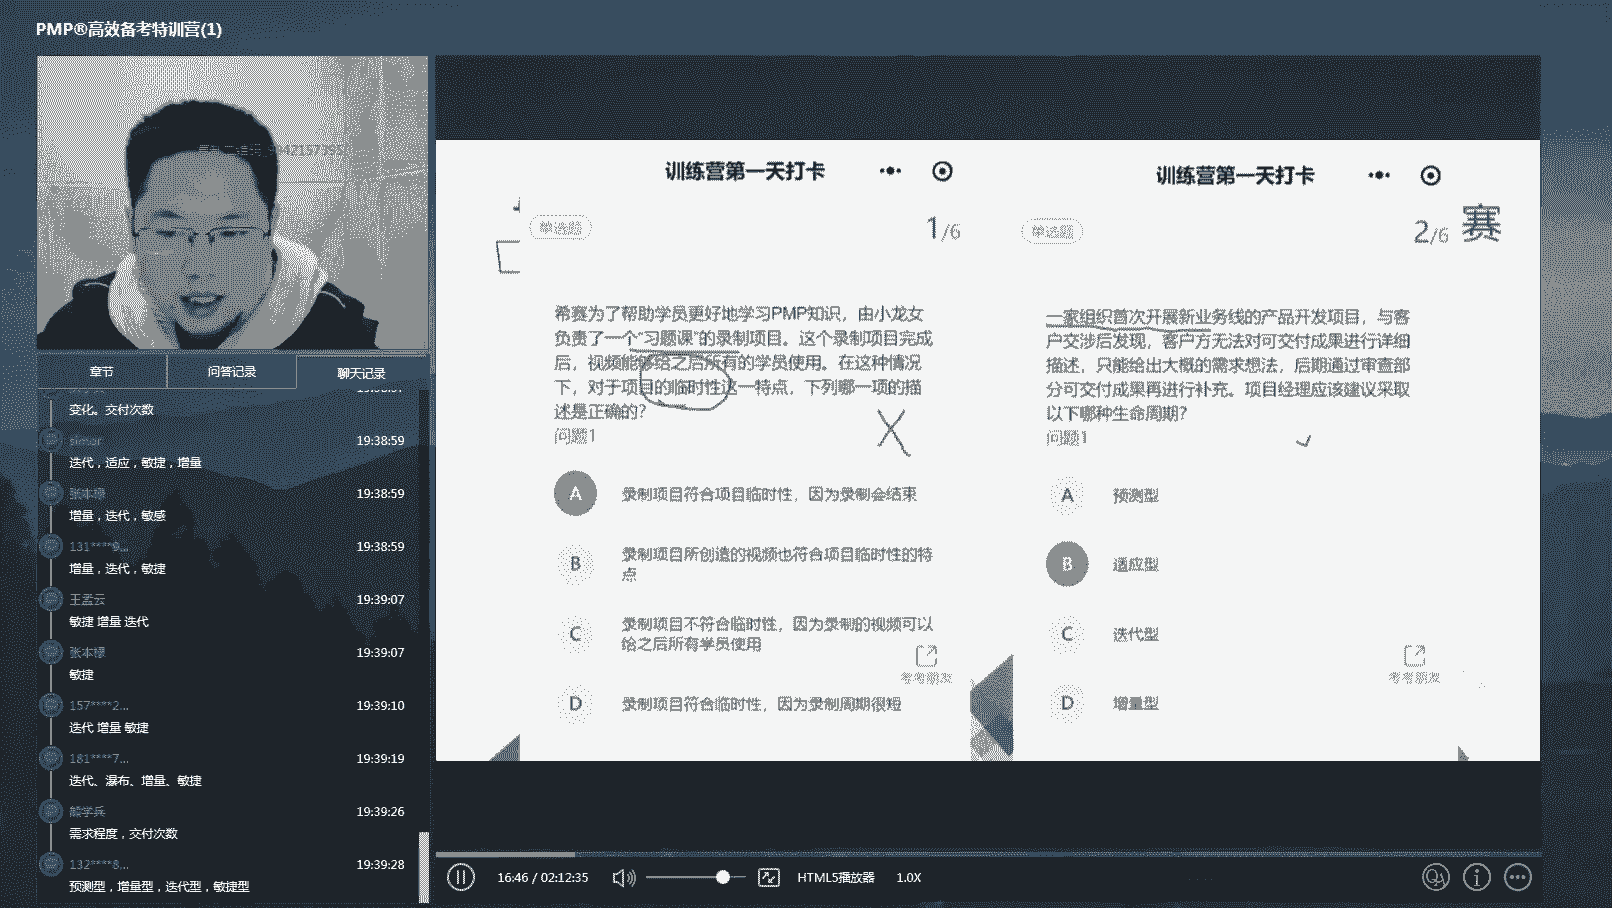 PMP®高效备考特训营(1)
章节
问答记录
聊天记录
变化。交付次数
simar
19:38:59
迭代，适应，敏捷，增量
19:38:59
增量，迭代，敏感
131****9...
19:38:59
增量，迭代，敏捷
王孟云
19:39:07
敏捷 增量 迭代
19:39:07
敏捷
157****2...
19:39:10
迭代 增量 敏捷
181****7...
19:39:19
迭代、瀑布、增量、敏捷
熊学兵
19:39:26
需求程度，交付次数
132****8...
19:39:28
预测型，增量型，迭代型，敏捷型
训练营第一天打卡
单选题
1/6
希赛为了帮助学员更好地学习PMP知识，由小龙女
负责了一个“习题课”的录制项目。这个录制项目完成
后，视频能够给之后所有的学员使用。在这种情况
下，对于项目的临时性这一特点，下列哪一项的描
述是正确的？
问题1
A 录制项目符合项目临时性，因为录制会结束
B 录制项目所创造的视频也符合项目临时性的特
点
C 录制项目不符合临时性，因为录制的视频可以
给之后所有学员使用
D 录制项目符合临时性，因为录制周期很短
考考朋友
训练营第一天打卡
赛
单选题
2/6
一家组织首次开展新业务线的产品开发项目，与客
户交涉后发现，客户方无法对可交付成果进行详细
描述，只能给出大概的需求想法，后期通过审查部
分可交付成果再进行补充。项目经理应该建议采取
以下哪种生命周期？
问题1
A 预测型
B 适应型
C 迭代型
D 增量型
考考朋友
16:46 / 02:12:35
HTML5播放器
1.0X
QA